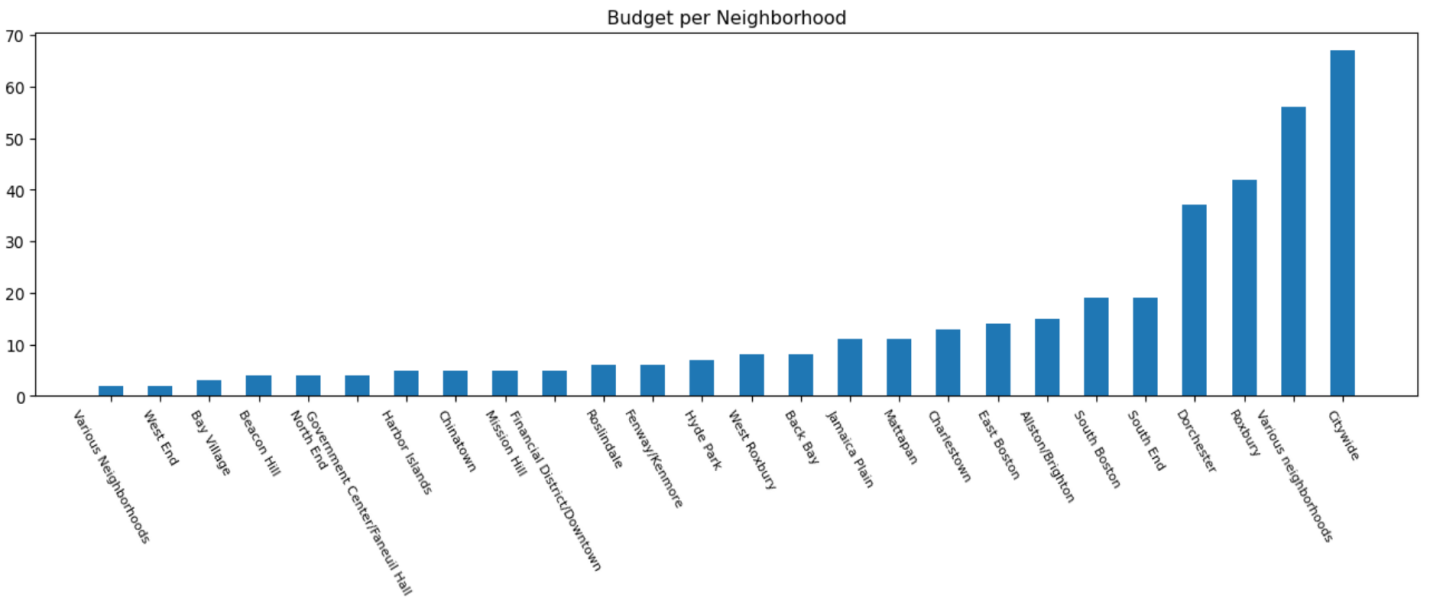 Budget per Neighborhood
70
60
50
40
30
20
10
0
Various Neighborhoods
West End
Bay Village
Beacon Hill
North End
Government Center/Faneuil Hall
Harbor Islands
Chinatown
Mission Hill
Financial District/Downtown
Roslindale
Fenway/Kenmore
Hyde Park
West Roxbury
Back Bay
Jamaica Plain
Mattapan
Charlestown
East Boston
Allston/Brighton
South Boston
South End
Dorchester
Roxbury
Various neighborhoods
Citywide